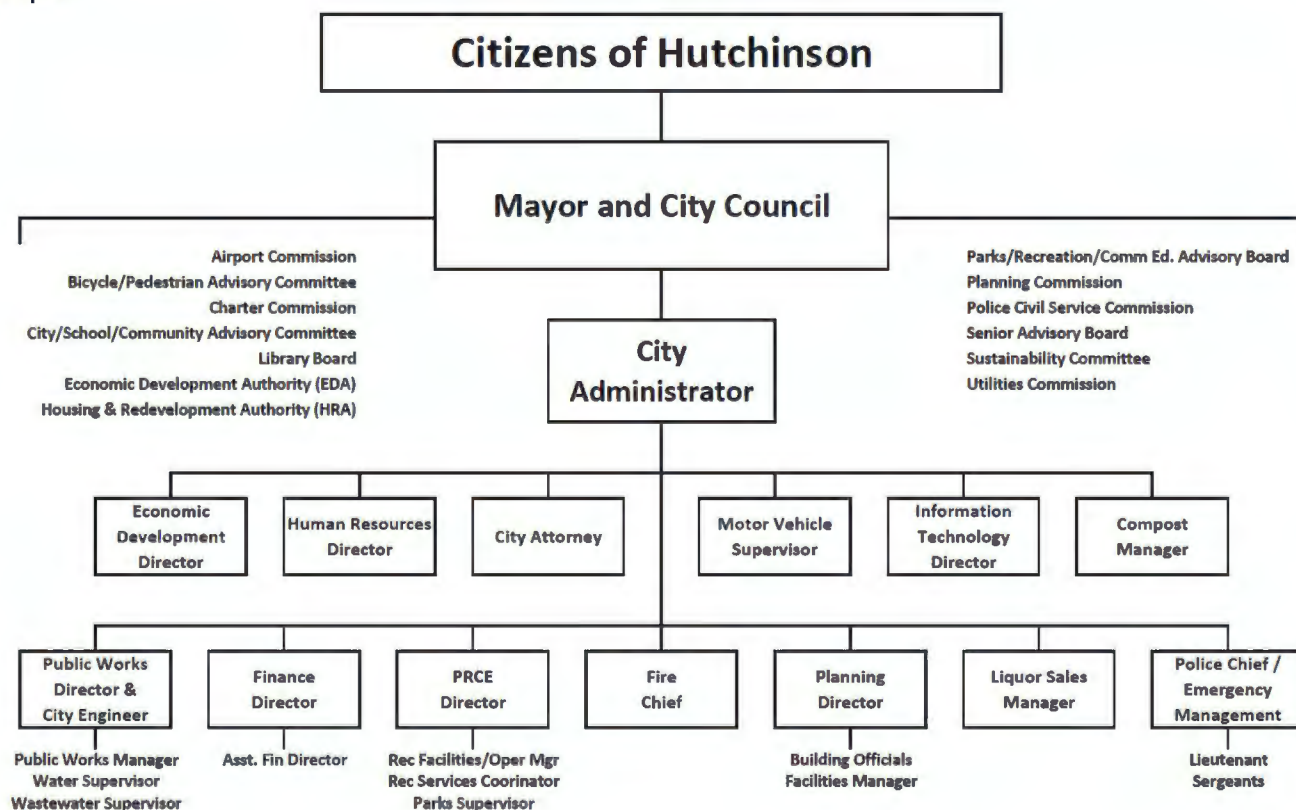 Citizens of Hutchinson
Mayor and City Council
Airport Commission
Bicycle/Pedestrian Advisory Committee
Charter Commission
City/School/Community Advisory Committee
Library Board
Economic Development Authority (EDA)
Housing & Redevelopment Authority (HRA)
Parks/Recreation/Comm Ed. Advisory Board
Planning Commission
Police Civil Service Commission
Senior Advisory Board
Sustainability Committee
Utilities Commission
City
Administrator
Economic
Development
Director
Human Resources
Director
City Attorney
Motor Vehicle
Supervisor
Information
Technology
Director
Compost
Manager
Public Works
Director &
City Engineer
Finance
Director
PRCE
Director
Fire
Chief
Planning
Director
Liquor Sales
Manager
Police Chief /
Emergency
Management
Public Works Manager
Water Supervisor
Wastewater Supervisor
Asst. Fin Director
Rec Facilities/Oper Mgr
Rec Services Coorinator
Parks Supervisor
Building Officials
Facilities Manager
Lieutenant
Sergeants